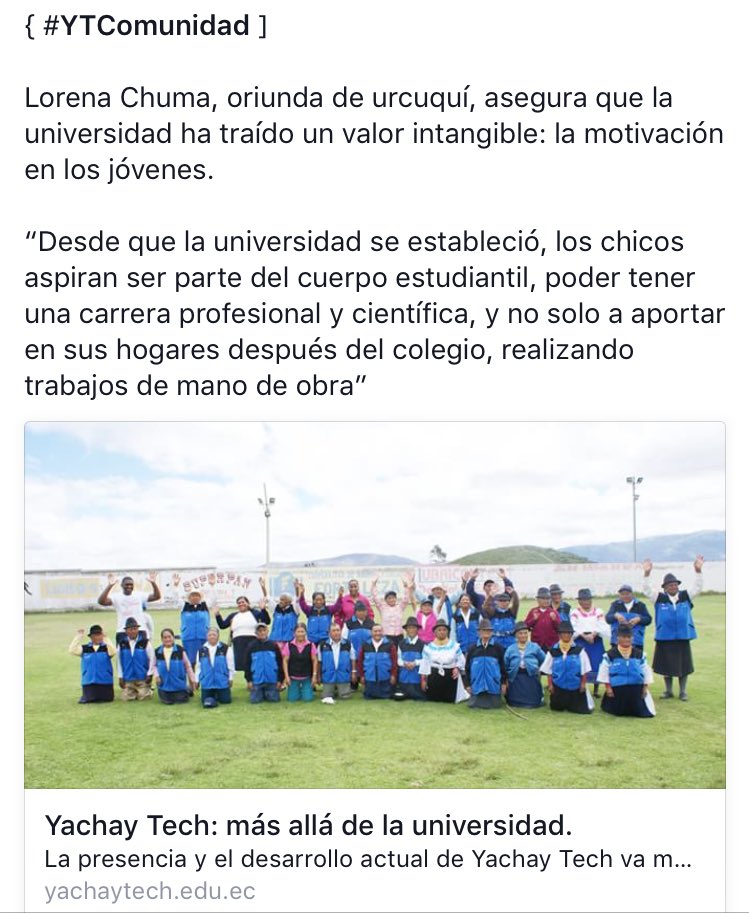 { #YTComunidad ]
Lorena Chuma, oriunda de urcuquí, asegura que la
universidad ha traído un valor intangible: la motivación
en los jóvenes.
“Desde que la universidad se estableció, los chicos
aspiran ser parte del cuerpo estudiantil, poder tener
una carrera profesional y científica, y no solo a aportar
en sus hogares después del colegio, realizando
trabajos de mano de obra”
SUPERPAN
Yachay Tech: más allá de la universidad.
La presencia y el desarrollo actual de Yachay Tech va m...
yachaytech.edu.ec